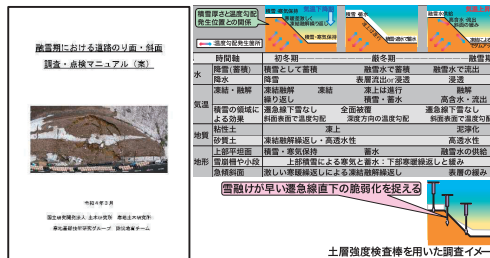 融雪期における道路のり面・斜面
調査・点検マニュアル（案）
令和4年3月
国立研究開発法人 土木研究所 寒地土木研究所
寒地基礎技術研究グループ 防災地質チーム
積雪厚さと温度勾配
発生位置との関係
温度勾配発生箇所
時間軸 初冬期 厳冬期 融雪期
水 降雪(蓄積) 積雪として蓄積 融雪水で蓄積 融雪水で流出
降水 降雪 表層流出or浸透 浸透
気温 凍結・融解 凍結 凍上は進行 融解
繰り返し 積雪・蓄水 高含水・流出
積雪の領域に 遷急線下雪なし 全面被覆 遷急線下雪なし
よる効果 斜面表面で温度勾配 深度方向の温度勾配 斜面表面で温度勾配
地質 粘性土 凍上 泥濘化
砂質土 凍結融解繰返し・高透水性 高透水性
地形 上部平坦面 積雪・寒気保持 蓄水 融雪水の供給
雪庇棚や小段 上部積雪による寒気と蓄水：下部寒暖繰返しと緩み
急傾斜面 激しい寒暖繰返しによる凍結融解繰返し 表層の緩み
雪融けが早い遷急線直下の脆弱化を捉える
土層強度検査棒を用いた調査イメー